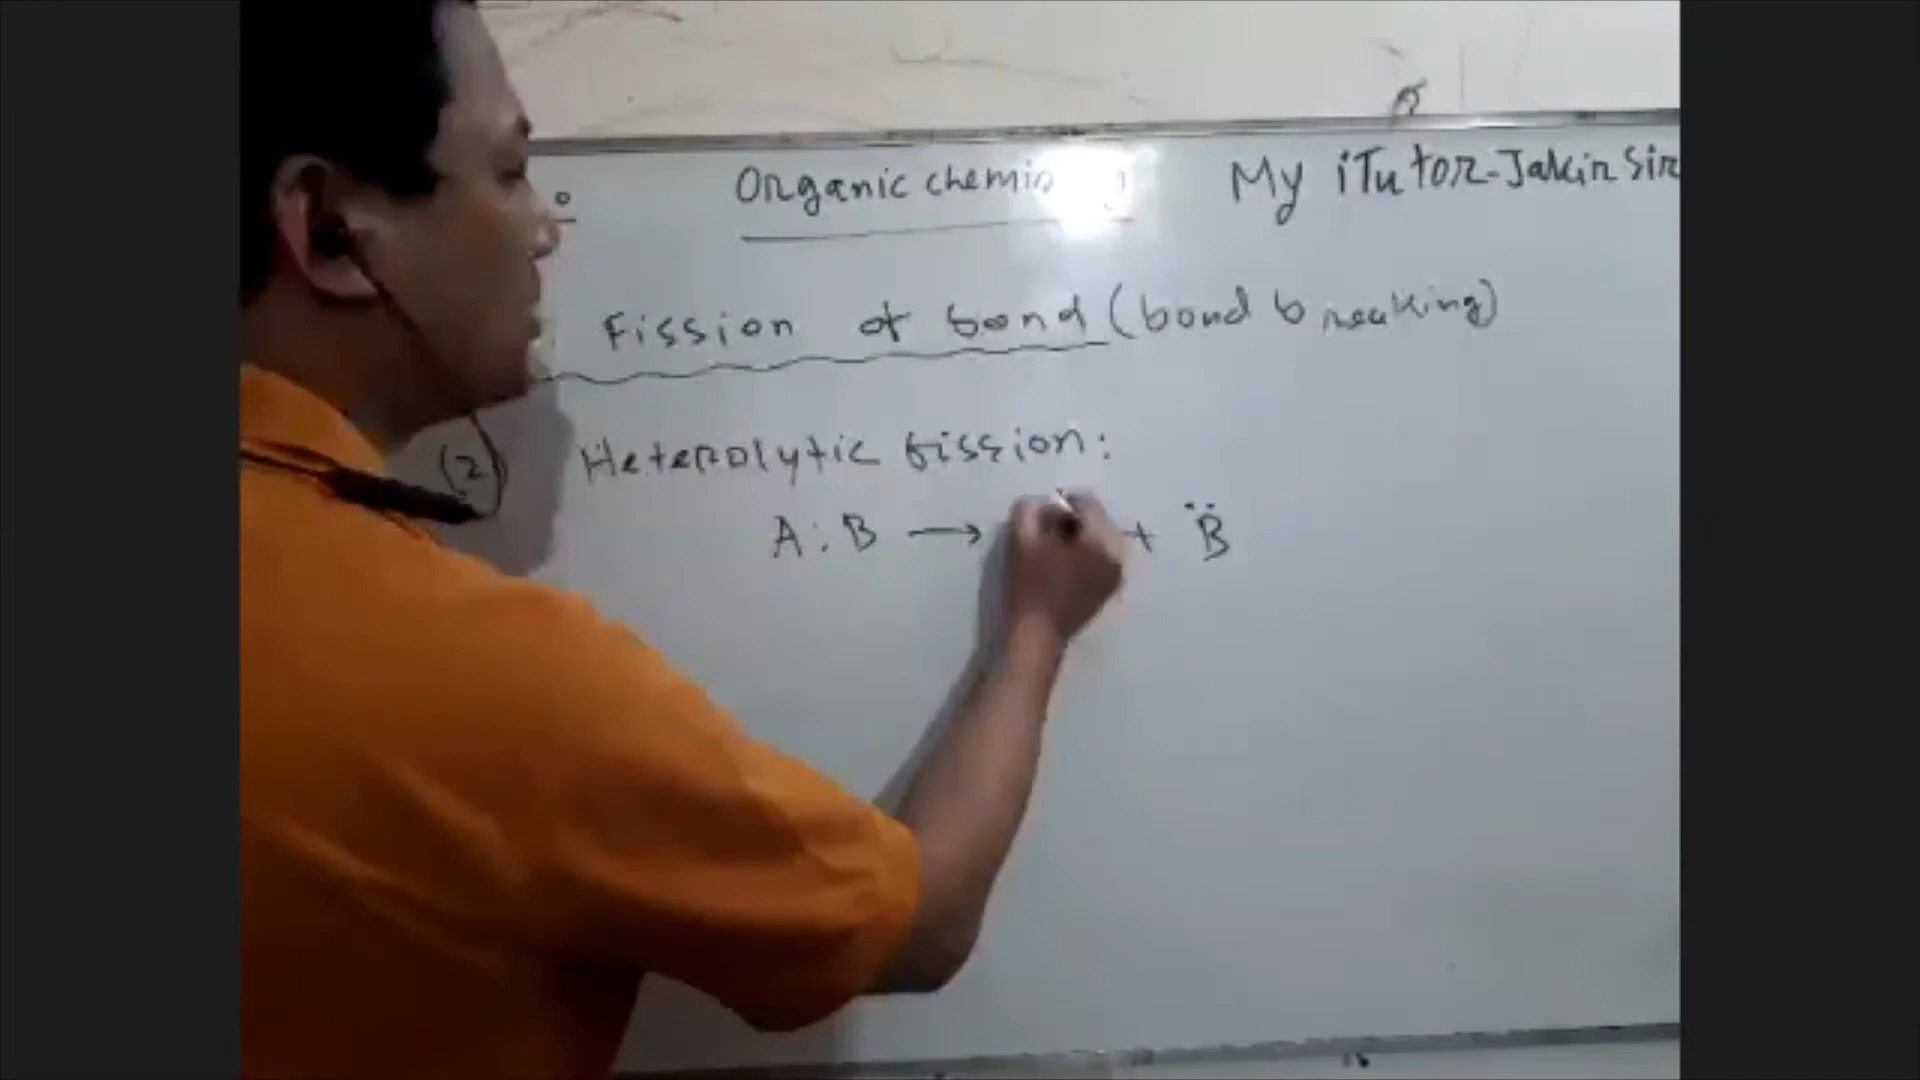 Organic chemis My iTutor-Jakir Sir
Fission of bond (bond breaking)
(2) Heterolytic fission:
A:B → + B̈